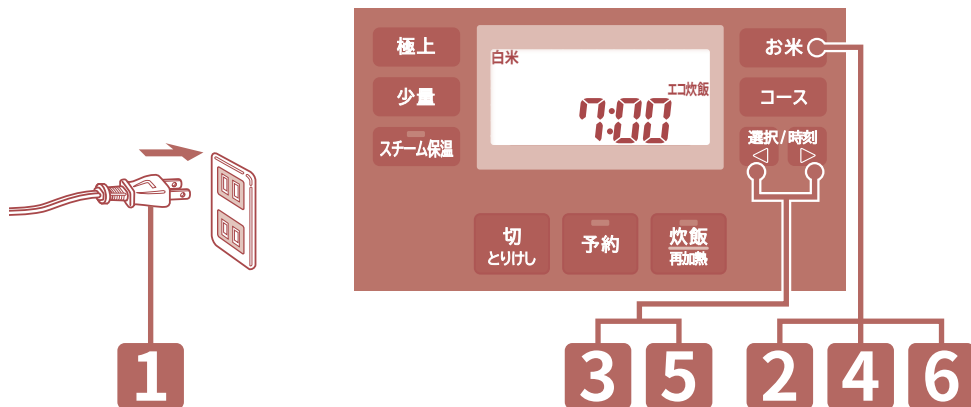 極上
少量
スチーム保温
白米
エコ炊飯
7:00
お米
コース
選択/時刻
切
とりけし
予約
炊飯
再加熱
1
3
5
2
4
6